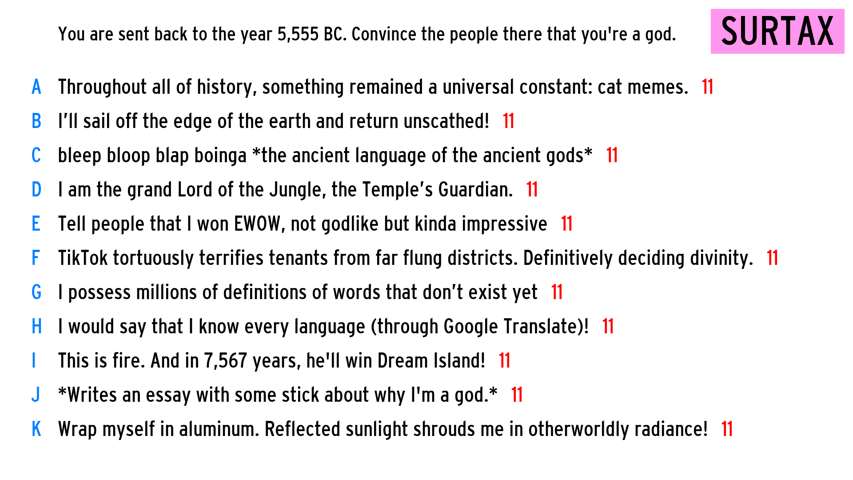 You are sent back to the year 5,555 BC. Convince the people there that you're a god.
SURTAX
A Throughout all of history, something remained a universal constant: cat memes. 11
B I’ll sail off the edge of the earth and return unscathed! 11
C bleep bloop blap boinga *the ancient language of the ancient gods* 11
D I am the grand Lord of the Jungle, the Temple’s Guardian. 11
E Tell people that I won EWOW, not godlike but kinda impressive 11
F TikTok tortuously terrifies tenants from far flung districts. Definitively deciding divinity. 11
G I possess millions of definitions of words that don’t exist yet 11
H I would say that I know every language (through Google Translate)! 11
I This is fire. And in 7,567 years, he'll win Dream Island! 11
J *Writes an essay with some stick about why I'm a god.* 11
K Wrap myself in aluminum. Reflected sunlight shrouds me in otherworldly radiance! 11